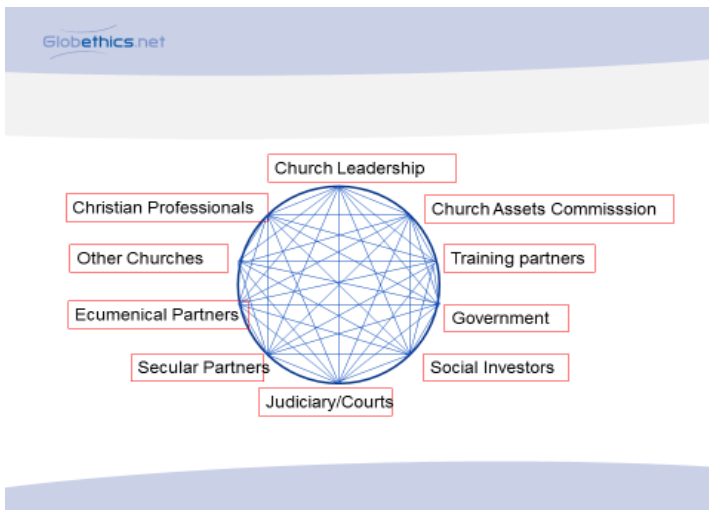 Globethics.net
Church Leadership
Christian Professionals
Church Assets Commisssion
Other Churches
Training partners
Ecumenical Partners
Government
Secular Partners
Social Investors
Judiciary/Courts